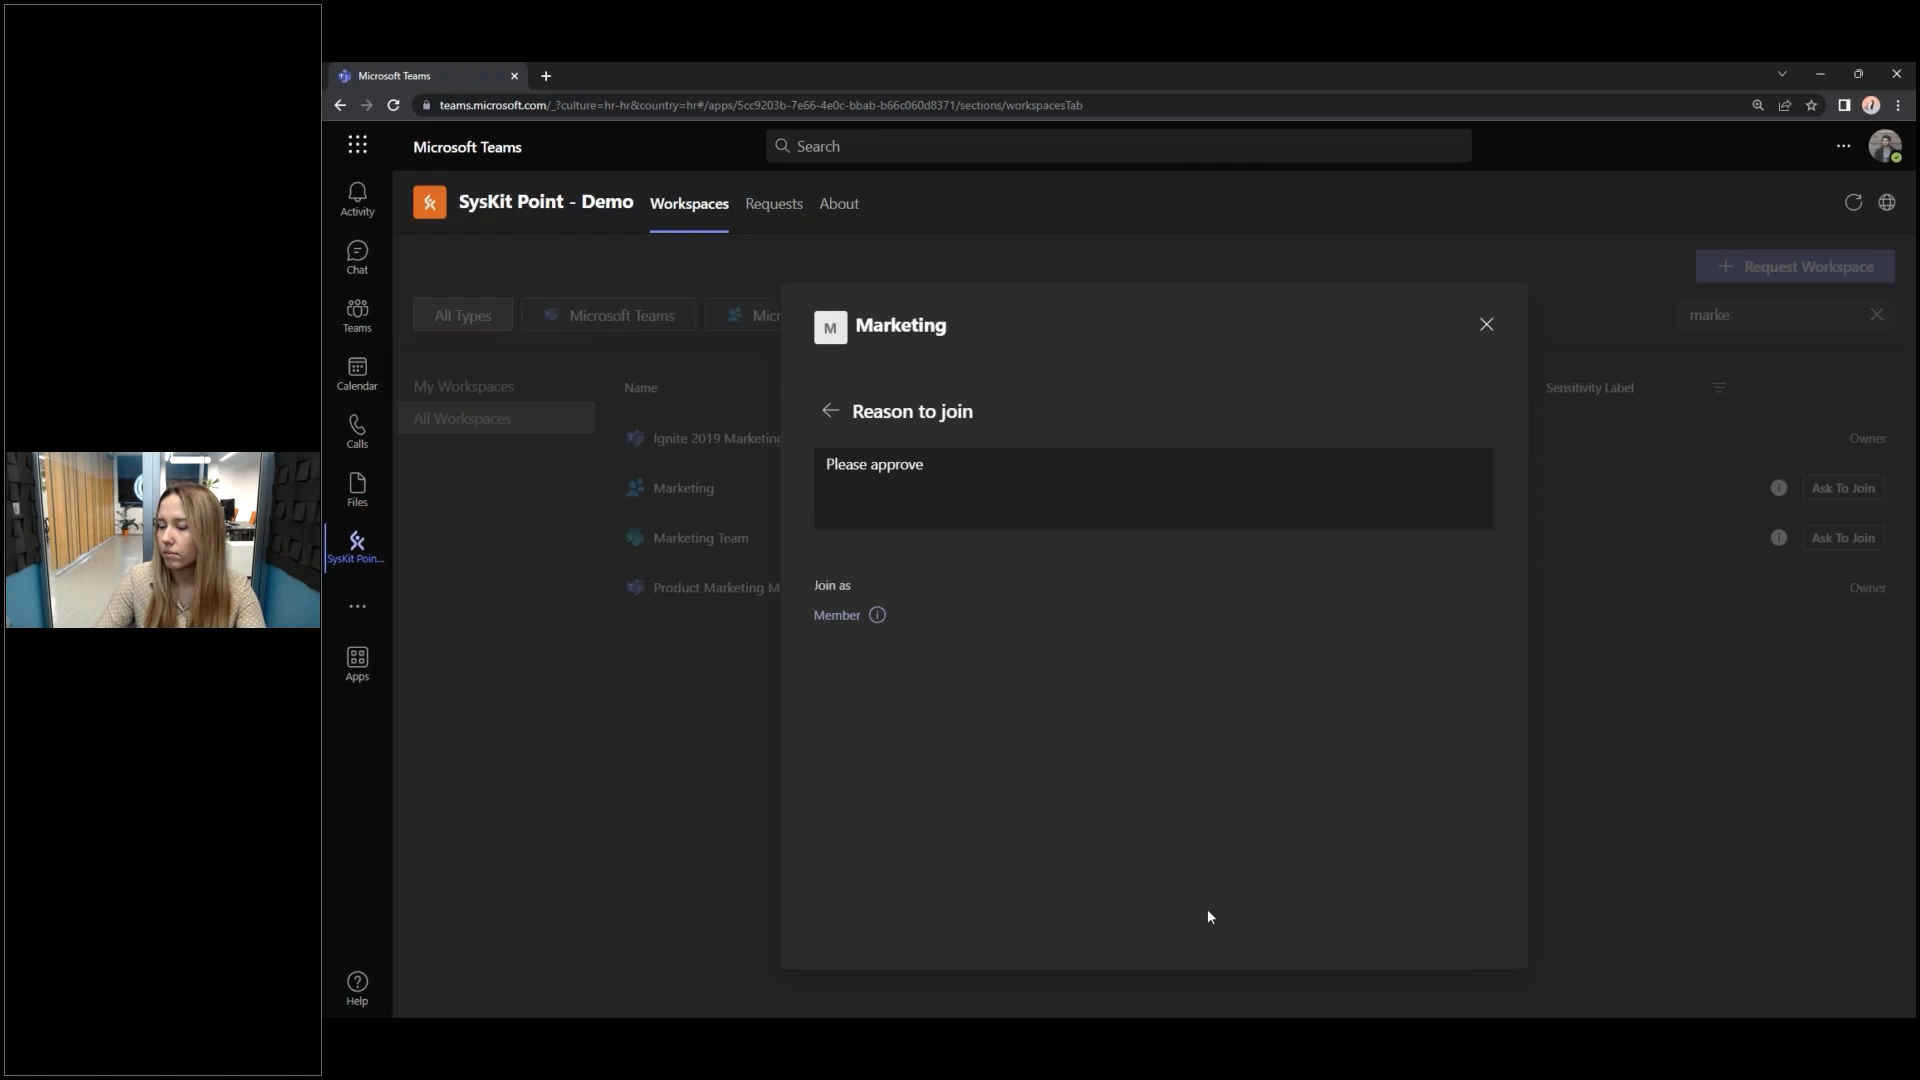 Microsoft Teams
teams.microsoft.com/_?culture=hr-hr&country=hr#/apps/5cc9203b-7e66-4e0c-bbab-b66c060d8371/sections/workspacesTab
Microsoft Teams
Search
Activity
Chat
Teams
Calendar
Calls
Files
SysKit Poin...
Apps
Help
SysKit Point - Demo
Workspaces
Requests
About
Request Workspace
All Types
Microsoft Teams
Micr
marke
My Workspaces
All Workspaces
Name
Sensitivity Label
Ignite 2019 Marketing
Owner
Marketing
Ask To Join
Marketing Team
Ask To Join
Product Marketing M
Owner
M
Marketing
Reason to join
Please approve
Join as
Member